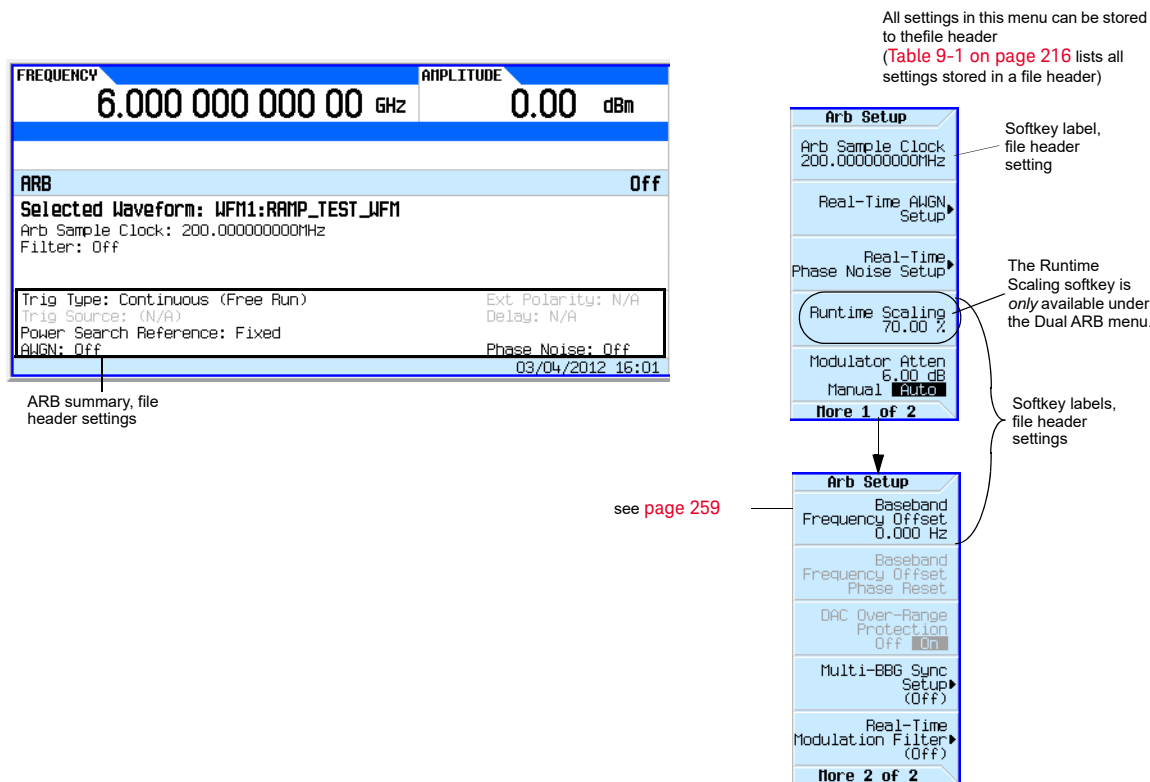 All settings in this menu can be stored
to thefile header
(Table 9-1 on page 216 lists all
settings stored in a file header)
FREQUENCY
6.000 000 000 00 GHz
AMPLITUDE
0.00 dBm
ARB Off
Selected Waveform: WFM1:RAMP_TEST_WFM
Arb Sample Clock: 200.000000000MHz
Filter: Off
Trig Type: Continuous (Free Run) Ext Polarity: N/A
Trig Source: (N/A) Delay: N/A
Power Search Reference: Fixed
AWGN: Off Phase Noise: Off
03/04/2012 16:01
ARB summary, file
header settings
Arb Setup
Arb Sample Clock
200.000000000MHz
Real-Time AWGN
Setup
Real-Time
Phase Noise Setup
Runtime Scaling
70.00 %
Modulator Atten
6.00 dB
Manual Auto
More 1 of 2
Softkey label,
file header
setting
The Runtime
Scaling softkey is
only available under
the Dual ARB menu.
Softkey labels,
file header
settings
see page 259
Arb Setup
Baseband
Frequency Offset
0.000 Hz
Baseband
Frequency Offset
Phase Reset
DAC Over-Range
Protection
Off On
Multi-BBG Sync
Setup
(Off)
Real-Time
Modulation Filter
(Off)
More 2 of 2